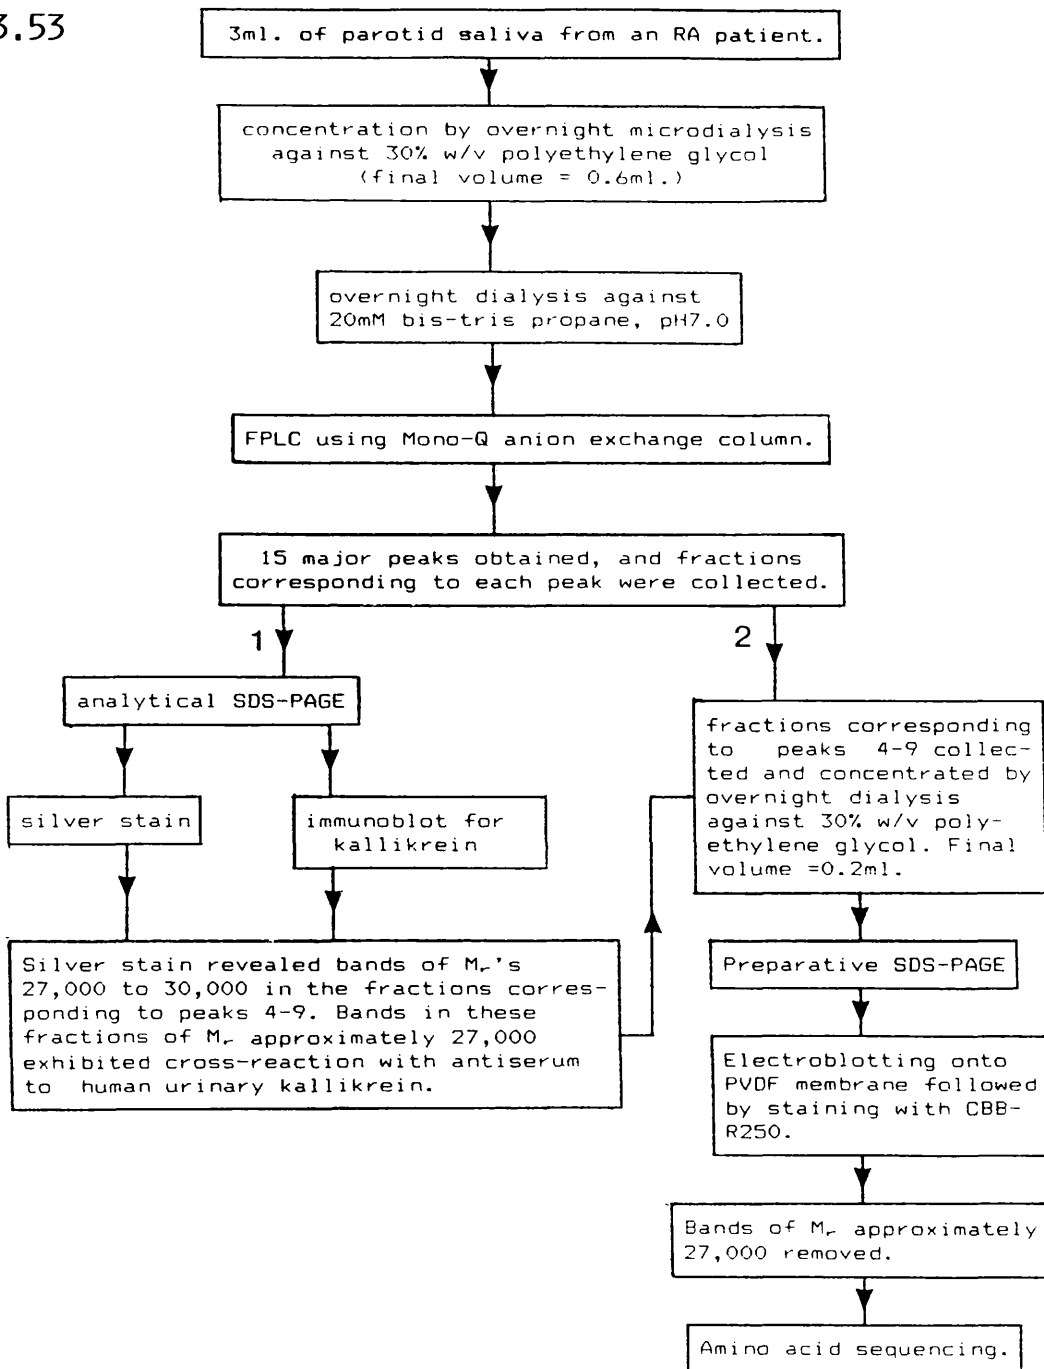 3.53
3ml. of parotid saliva from an RA patient.
concentration by overnight microdialysis
against 30% w/v polyethylene glycol
(final volume = 0.6ml.)
overnight dialysis against
20mM bis-tris propane, pH7.0
FPLC using Mono-Q anion exchange column.
15 major peaks obtained, and fractions
corresponding to each peak were collected.
1
2
analytical SDS-PAGE
silver stain
immunoblot for
kallikrein
Silver stain revealed bands of Mr's
27,000 to 30,000 in the fractions corres-
ponding to peaks 4-9. Bands in these
fractions of Mr approximately 27,000
exhibited cross-reaction with antiserum
to human urinary kallikrein.
fractions corresponding
to peaks 4-9 collec-
ted and concentrated by
overnight dialysis
against 30% w/v poly-
ethylene glycol. Final
volume =0.2ml.
Preparative SDS-PAGE
Electroblotting onto
PVDF membrane followed
by staining with CBB-
R250.
Bands of Mr approximately
27,000 removed.
Amino acid sequencing.